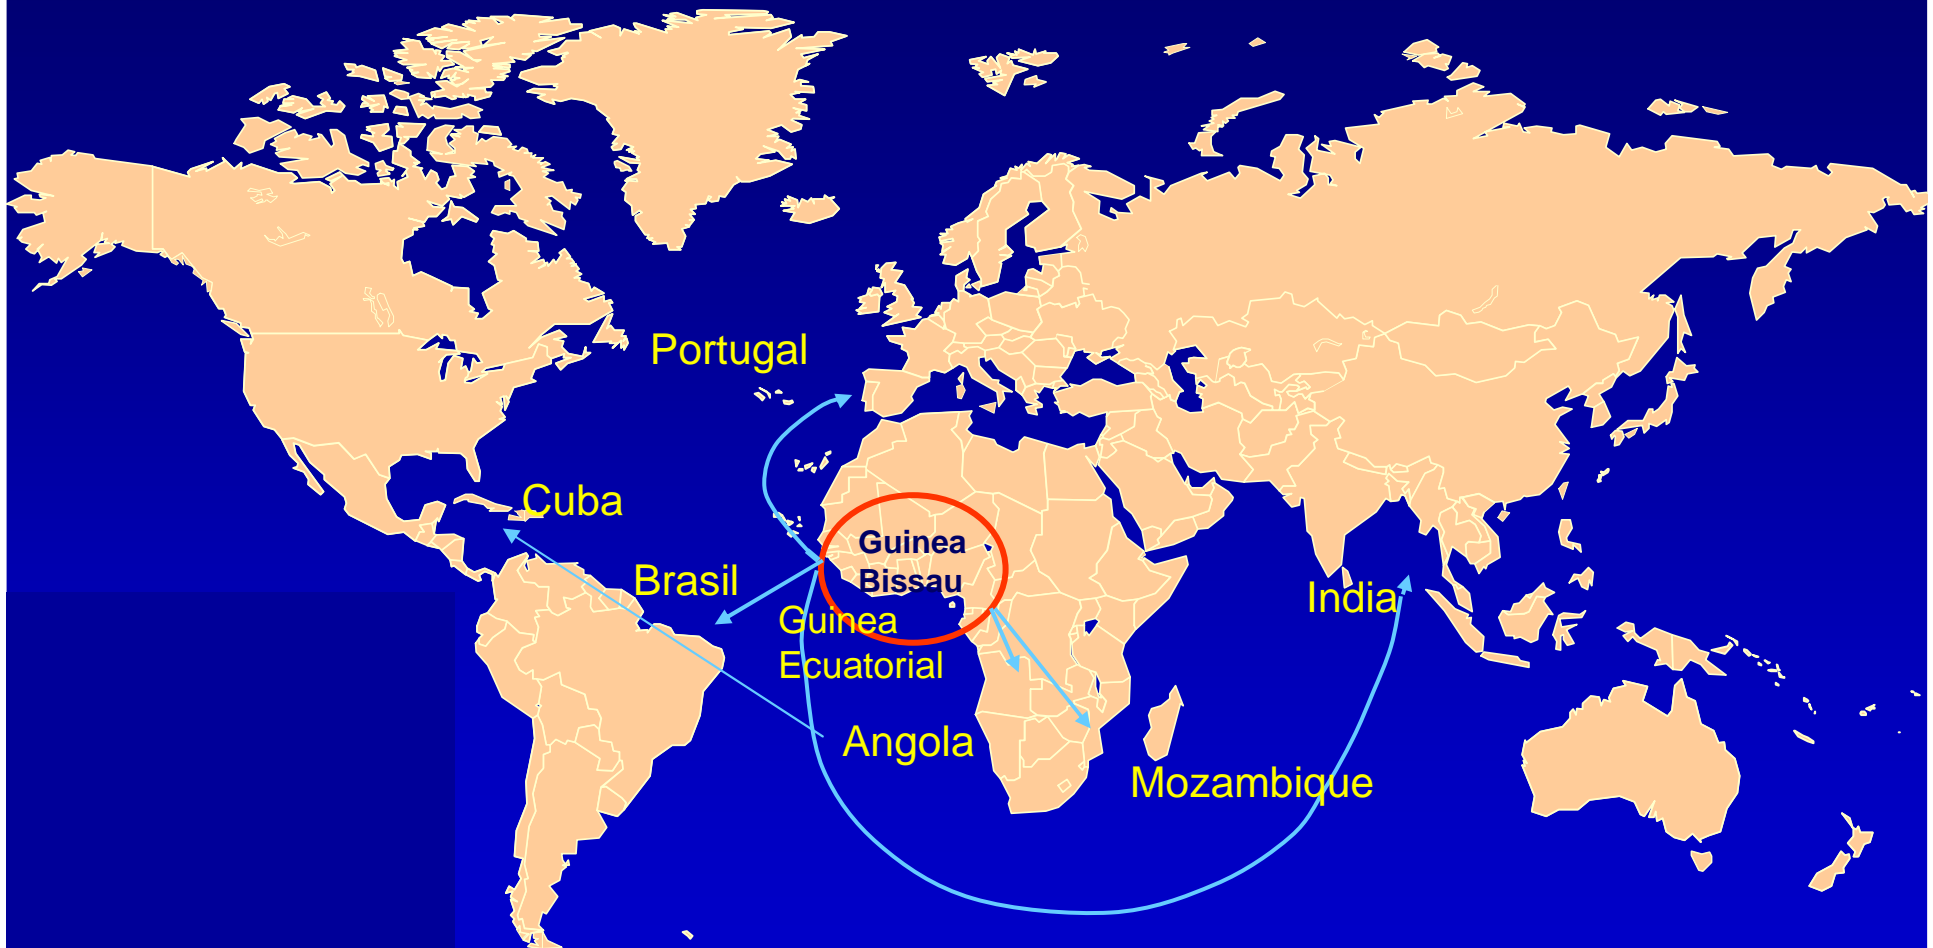 Portugal
Cuba
Guinea
Bissau
Brasil
India
Guinea
Ecuatorial
Angola
Mozambique